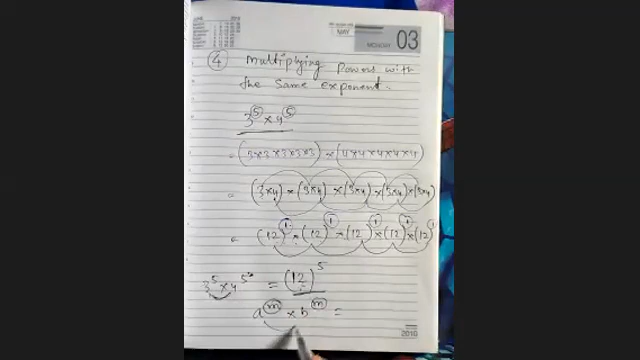 MAY
MONDAY 03
④ Multiplying Powers with
the same exponent.
3⁵ × 4⁵
= (3×3×3×3×3) × (4×4×4×4×4)
= (3×4) × (3×4) × (3×4) × (3×4) × (3×4)
= (12)¹ × (12)¹ × (12)¹ × (12)¹ × (12)¹
3⁵ × 4⁵ = (12)⁵
aᵐ × bᵐ =
2010